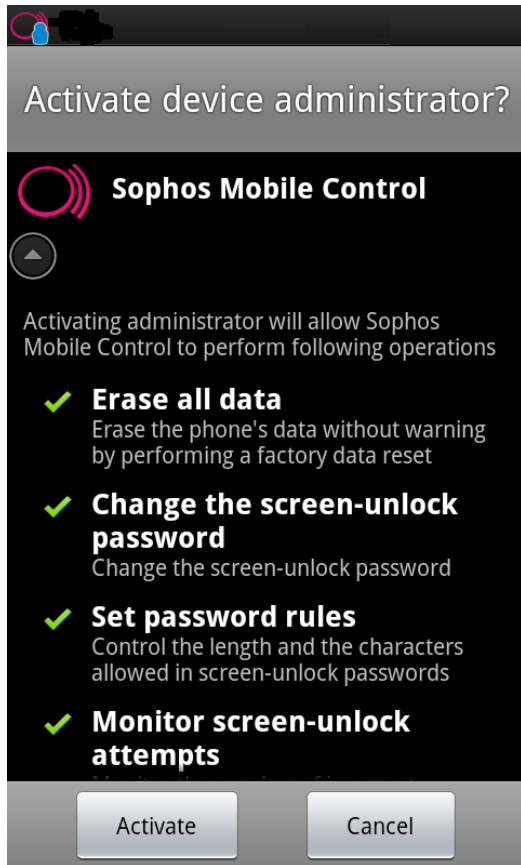 Activate device administrator?
Sophos Mobile Control
Activating administrator will allow Sophos
Mobile Control to perform following operations
Erase all data
Erase the phone's data without warning
by performing a factory data reset
Change the screen-unlock
password
Change the screen-unlock password
Set password rules
Control the length and the characters
allowed in screen-unlock passwords
Monitor screen-unlock
attempts
Activate
Cancel